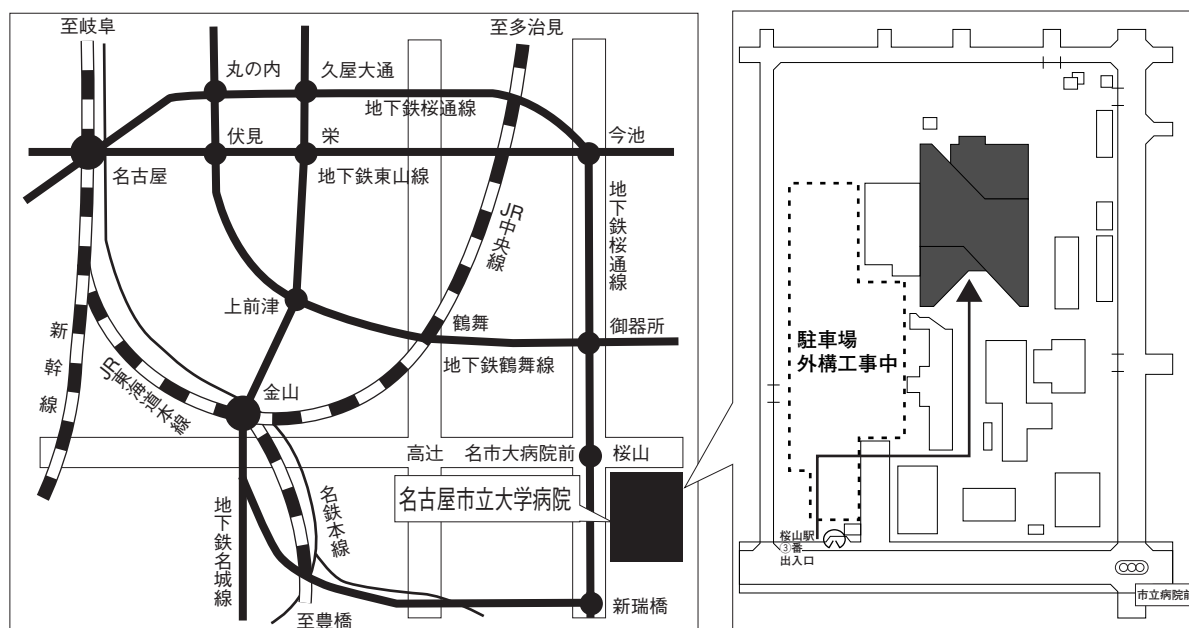 至岐阜
至多治見
丸の内
久屋大通
地下鉄桜通線
伏見
栄
今池
名古屋
地下鉄東山線
地下鉄桜通線
JR中央線
上前津
鶴舞
御器所
地下鉄鶴舞線
新幹線
JR東海道本線
金山
高辻
名市大病院前
桜山
名古屋市立大学病院
地下鉄名城線
名鉄本線
新瑞橋
至豊橋
駐車場
外構工事中
桜山駅
③番
出入口
市立病院前